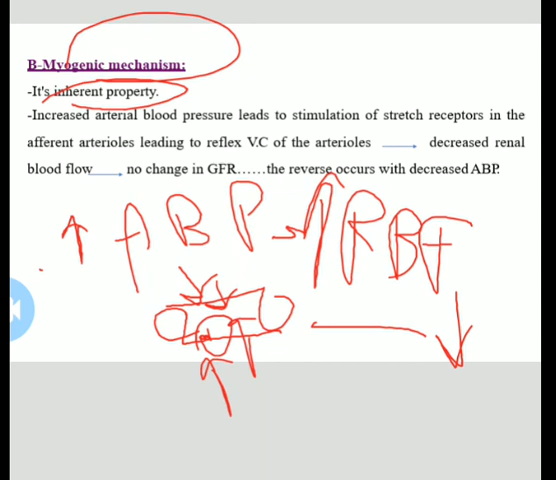 B-Myogenic mechanism:
-It's inherent property.
-Increased arterial blood pressure leads to stimulation of stretch receptors in the
afferent arterioles leading to reflex V.C of the arterioles → decreased renal
blood flow → no change in GFR……the reverse occurs with decreased ABP.
↑ ABP → ↑ RBF